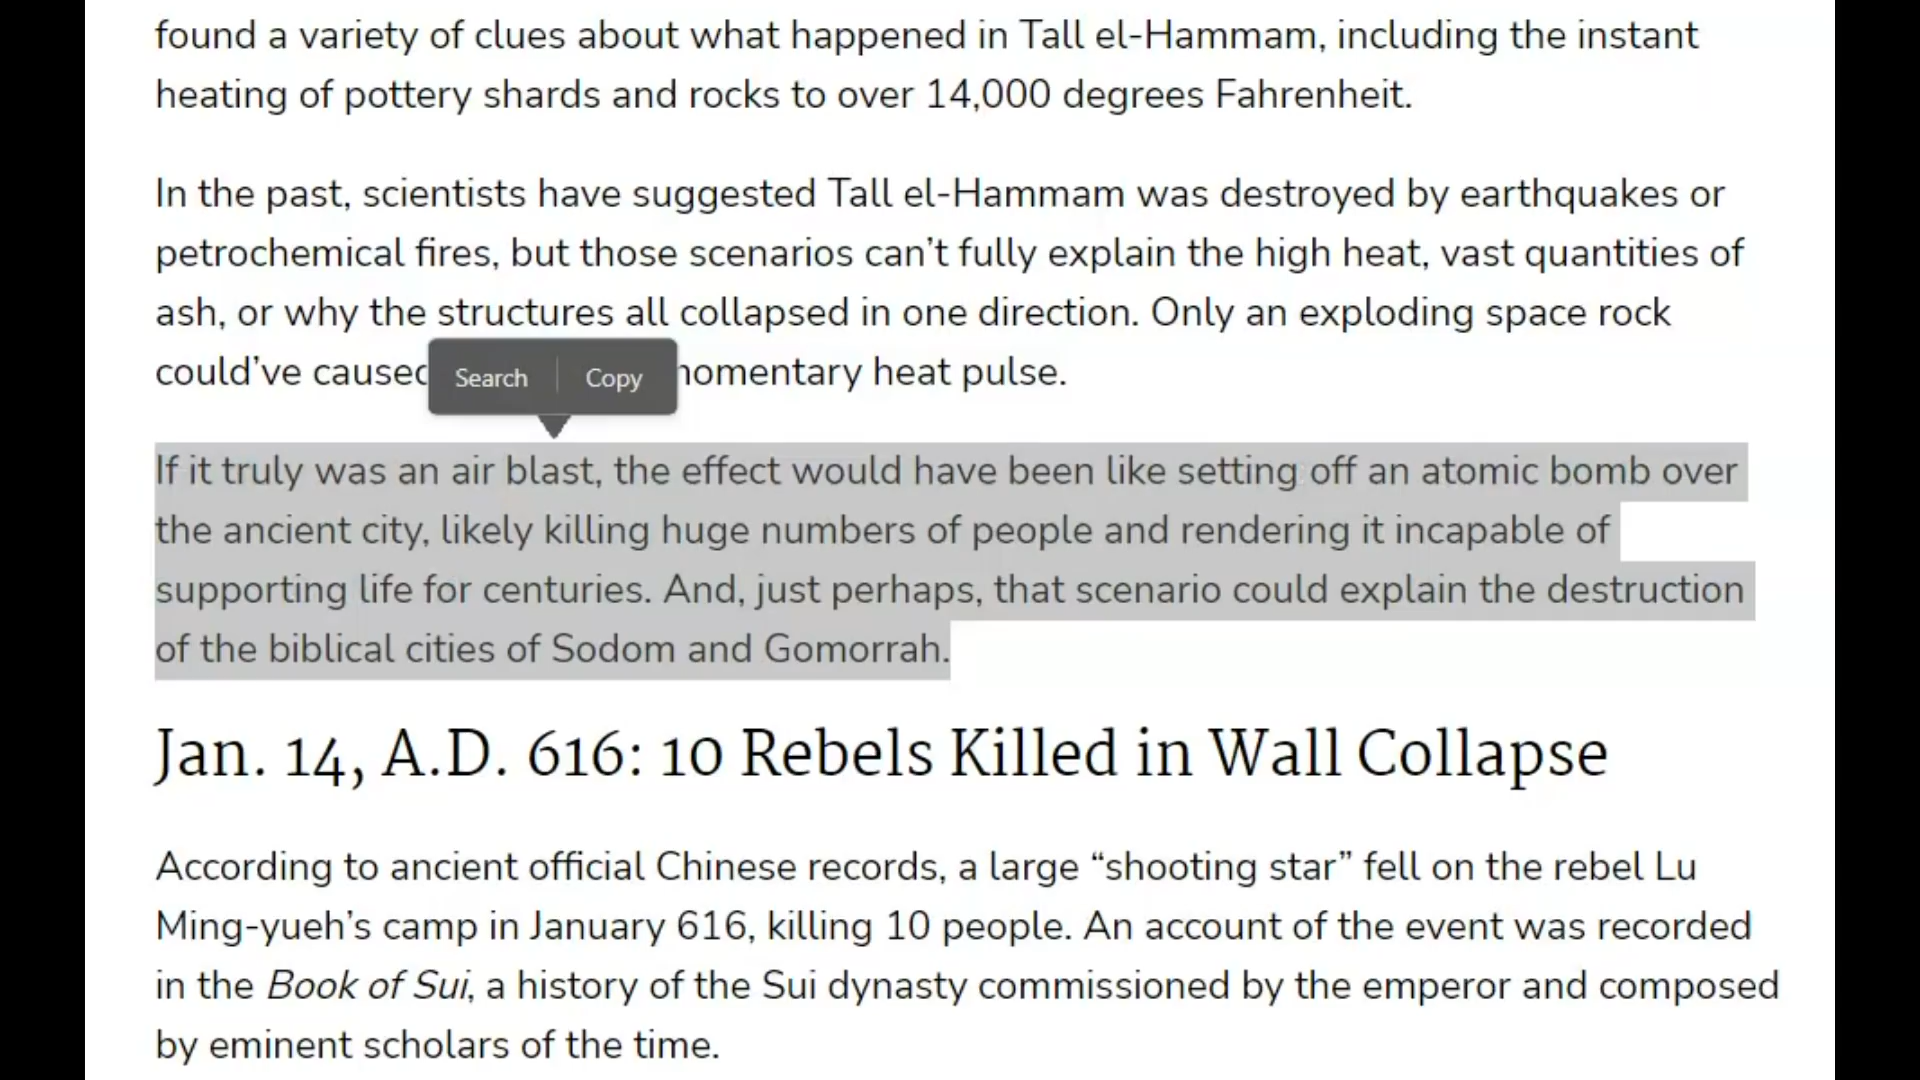 found a variety of clues about what happened in Tall el-Hammam, including the instant
heating of pottery shards and rocks to over 14,000 degrees Fahrenheit.
In the past, scientists have suggested Tall el-Hammam was destroyed by earthquakes or
petrochemical fires, but those scenarios can’t fully explain the high heat, vast quantities of
ash, or why the structures all collapsed in one direction. Only an exploding space rock
could’ve caused heat pulse.
Search Copy
If it truly was an air blast, the effect would have been like setting off an atomic bomb over
the ancient city, likely killing huge numbers of people and rendering it incapable of
supporting life for centuries. And, just perhaps, that scenario could explain the destruction
of the biblical cities of Sodom and Gomorrah.
Jan. 14, A.D. 616: 10 Rebels Killed in Wall Collapse
According to ancient official Chinese records, a large “shooting star” fell on the rebel Lu
Ming-yueh’s camp in January 616, killing 10 people. An account of the event was recorded
in the Book of Sui, a history of the Sui dynasty commissioned by the emperor and composed
by eminent scholars of the time.